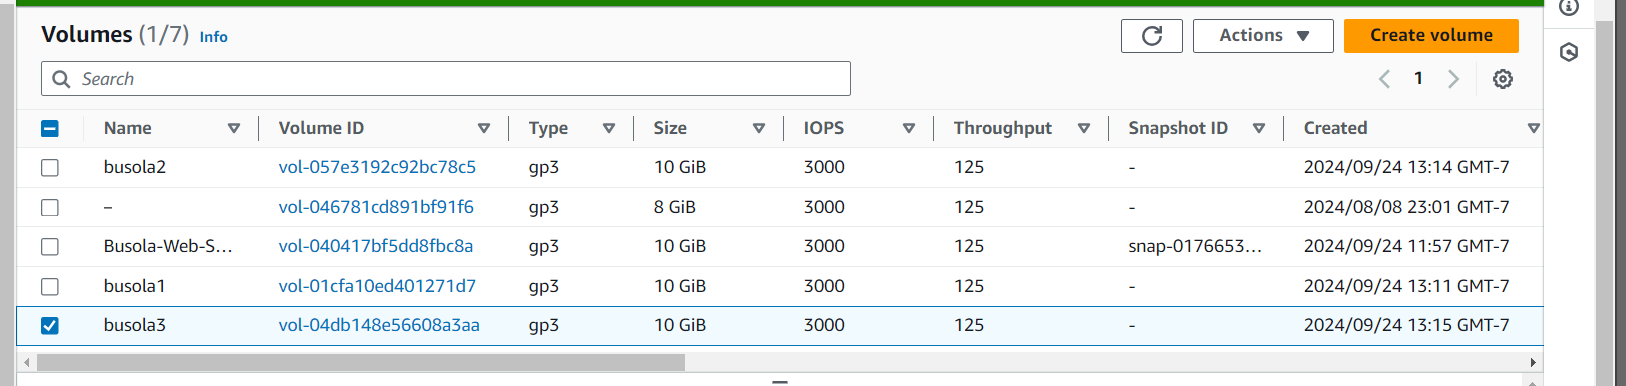 Volumes (1/7) Info
Actions
Create volume
Search
1
Name Volume ID Type Size IOPS Throughput Snapshot ID Created
busola2 vol-057e3192c92bc78c5 gp3 10 GiB 3000 125 - 2024/09/24 13:14 GMT-7
– vol-046781cd891bf91f6 gp3 8 GiB 3000 125 - 2024/08/08 23:01 GMT-7
Busola-Web-S... vol-040417bf5dd8fbc8a gp3 10 GiB 3000 125 snap-0176653... 2024/09/24 11:57 GMT-7
busola1 vol-01cfa10ed401271d7 gp3 10 GiB 3000 125 - 2024/09/24 13:11 GMT-7
busola3 vol-04db148e56608a3aa gp3 10 GiB 3000 125 - 2024/09/24 13:15 GMT-7